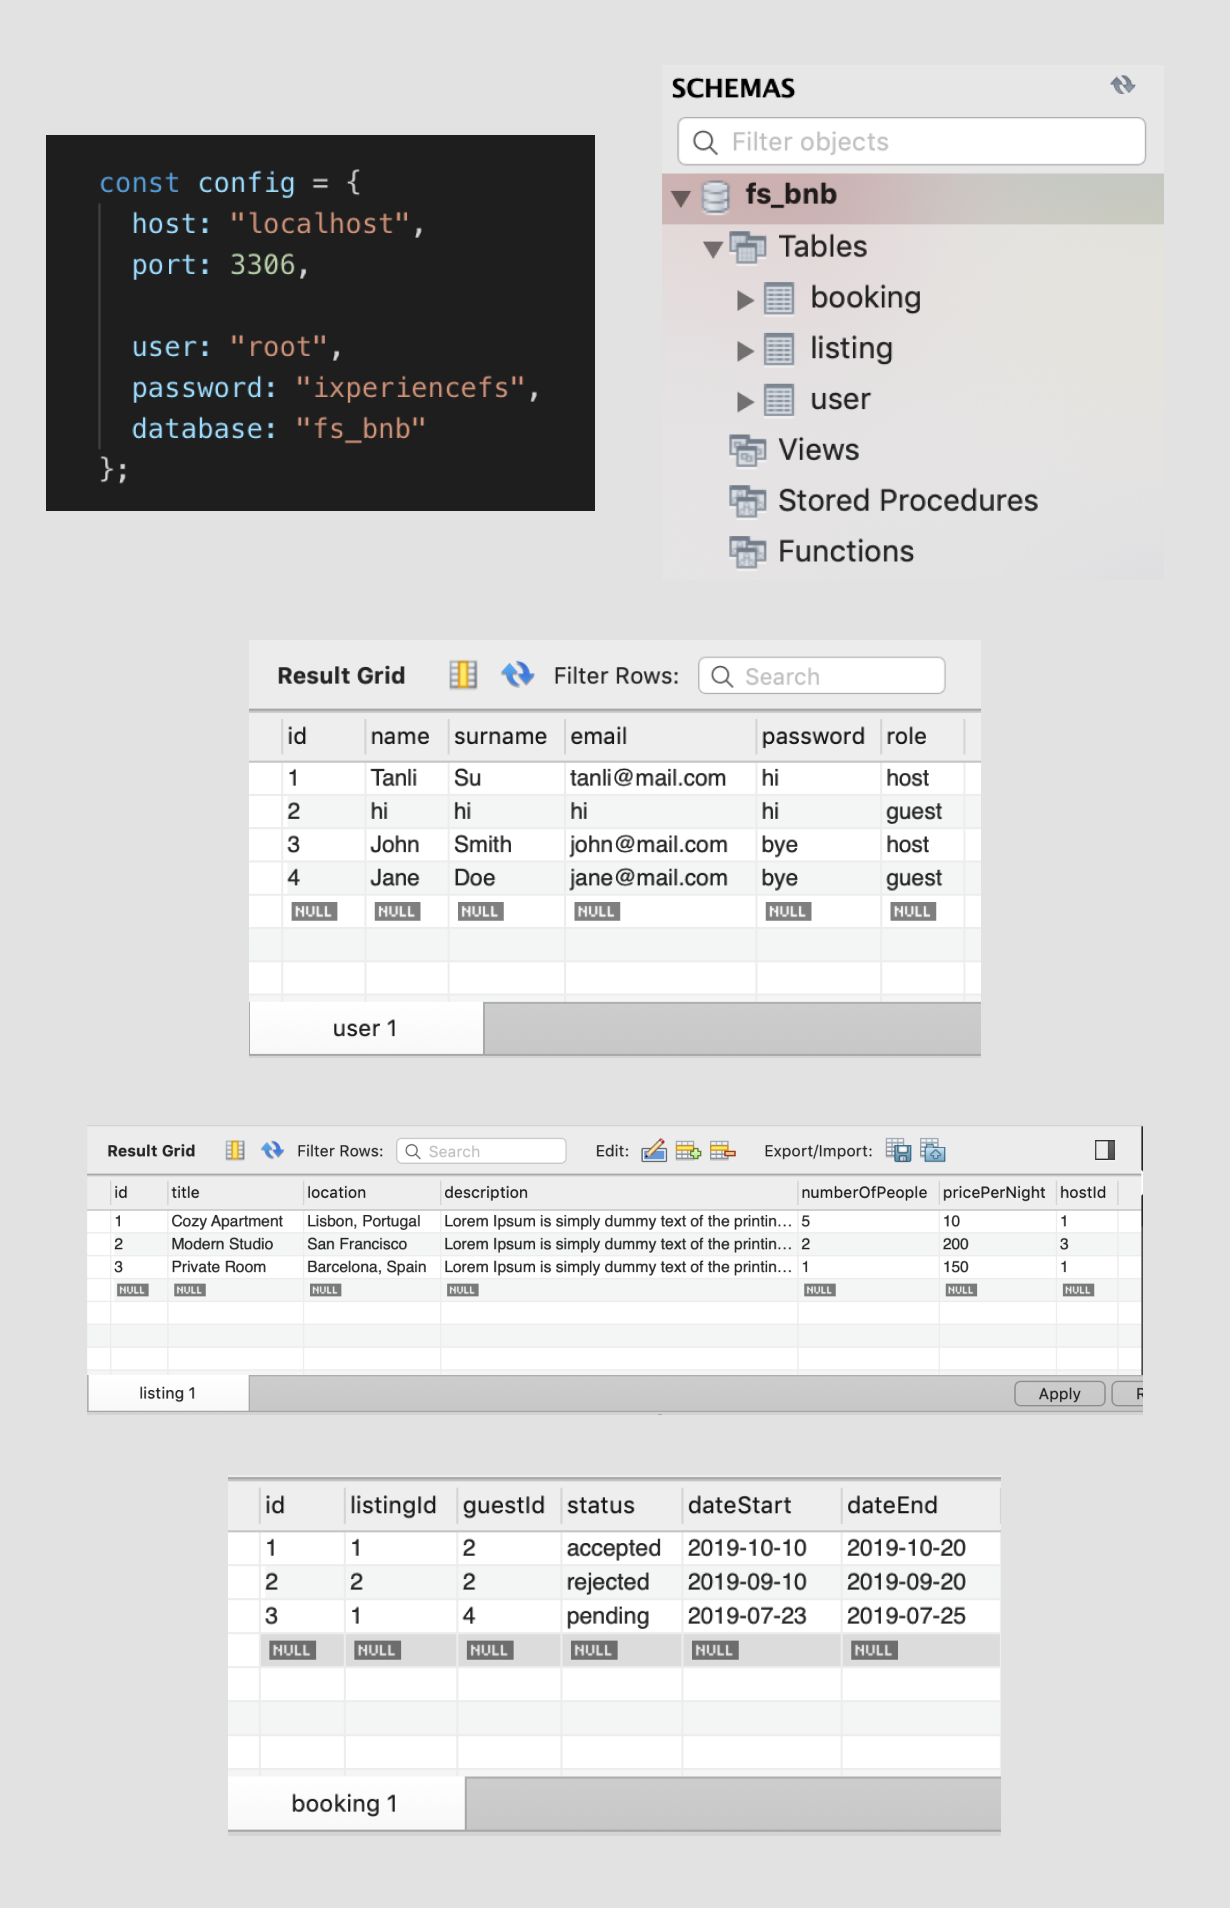 const config = {
host: "localhost",
port: 3306,
user: "root",
password: "ixperiencefs",
database: "fs_bnb"
};
SCHEMAS
Filter objects
fs_bnb
Tables
booking
listing
user
Views
Stored Procedures
Functions
Result Grid Filter Rows: Search
id name surname email password role
1 Tanli Su tanli@mail.com hi host
2 hi hi hi hi guest
3 John Smith john@mail.com bye host
4 Jane Doe jane@mail.com bye guest
NULL NULL NULL NULL NULL NULL
user 1
Result Grid Filter Rows: Search Edit: Export/Import:
id title location description numberOfPeople pricePerNight hostId
1 Cozy Apartment Lisbon, Portugal Lorem Ipsum is simply dummy text of the printin... 5 10 1
2 Modern Studio San Francisco Lorem Ipsum is simply dummy text of the printin... 2 200 3
3 Private Room Barcelona, Spain Lorem Ipsum is simply dummy text of the printin... 1 150 1
NULL NULL NULL NULL NULL NULL NULL
listing 1 Apply
id listingId guestId status dateStart dateEnd
1 1 2 accepted 2019-10-10 2019-10-20
2 2 2 rejected 2019-09-10 2019-09-20
3 1 4 pending 2019-07-23 2019-07-25
NULL NULL NULL NULL NULL NULL
booking 1